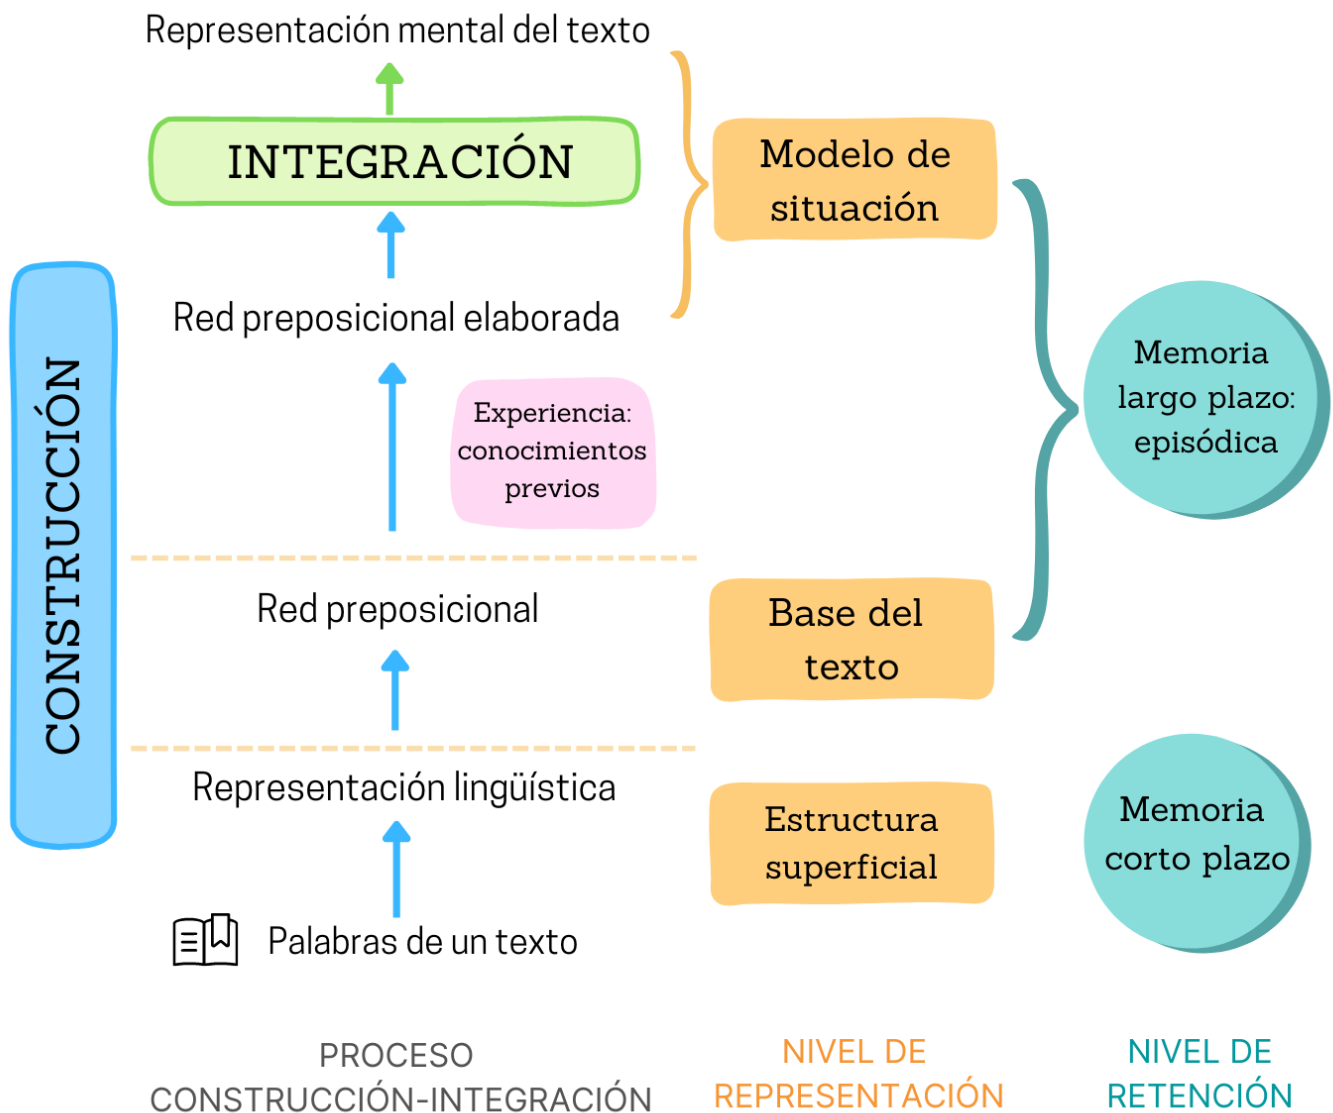 Representación mental del texto
INTEGRACIÓN
Red preposicional elaborada
Experiencia:
conocimientos
previos
Red preposicional
Representación lingüística
Palabras de un texto
CONSTRUCCIÓN
PROCESO
CONSTRUCCIÓN-INTEGRACIÓN
Modelo de
situación
Base del
texto
Estructura
superficial
NIVEL DE
REPRESENTACIÓN
Memoria
largo plazo:
episódica
Memoria
corto plazo
NIVEL DE
RETENCIÓN